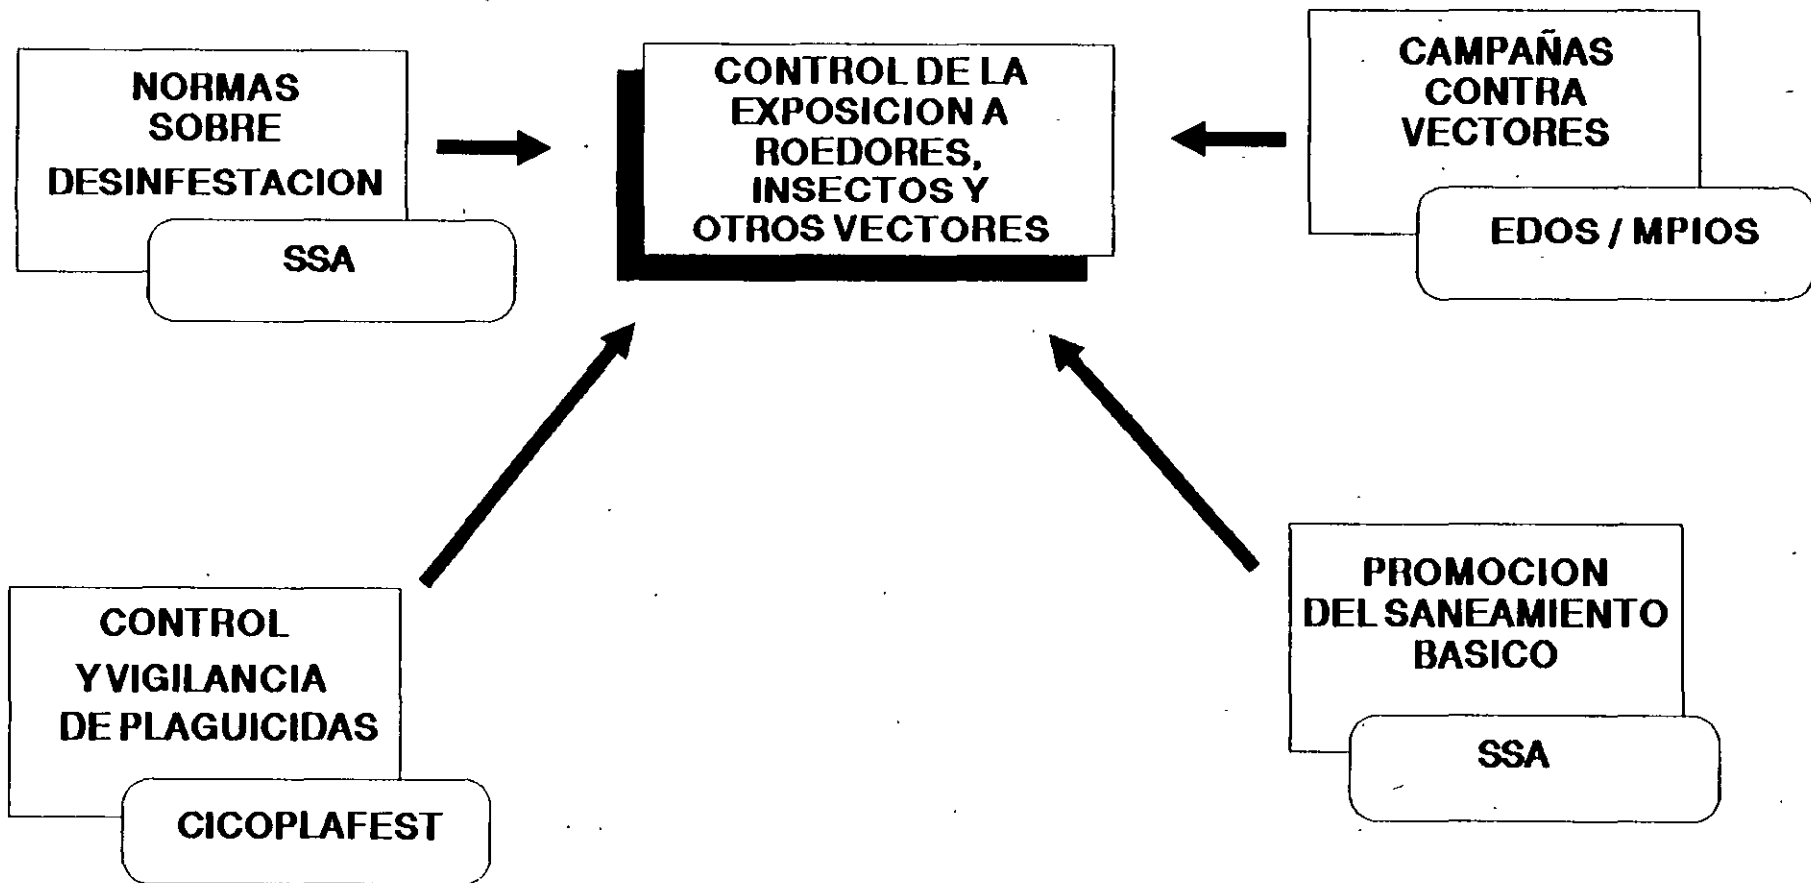 NORMAS
SOBRE
DESINFESTACION
SSA
CONTROL DE LA
EXPOSICION A
ROEDORES,
INSECTOS Y
OTROS VECTORES
CAMPAÑAS
CONTRA
VECTORES
EDOS / MPIOS
CONTROL
Y VIGILANCIA
DE PLAGUICIDAS
CICOPLAFEST
PROMOCION
DEL SANEAMIENTO
BASICO
SSA